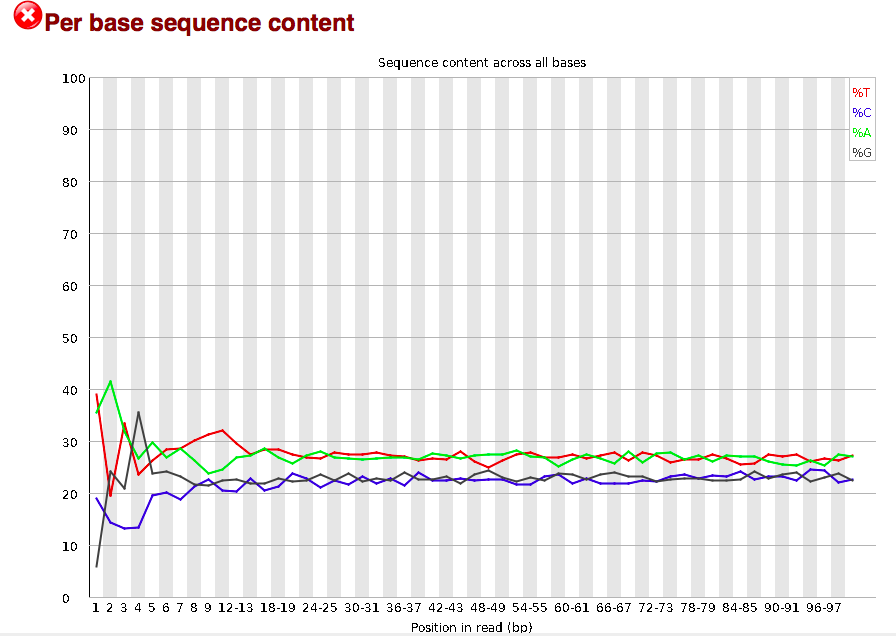 Per base sequence content
Sequence content across all bases
100
90
80
70
60
50
40
30
20
10
0
%T
%C
%A
%G
1 2 3 4 5 6 7 8 9 12-13 18-19 24-25 30-31 36-37 42-43 48-49 54-55 60-61 66-67 72-73 78-79 84-85 90-91 96-97
Position in read (bp)